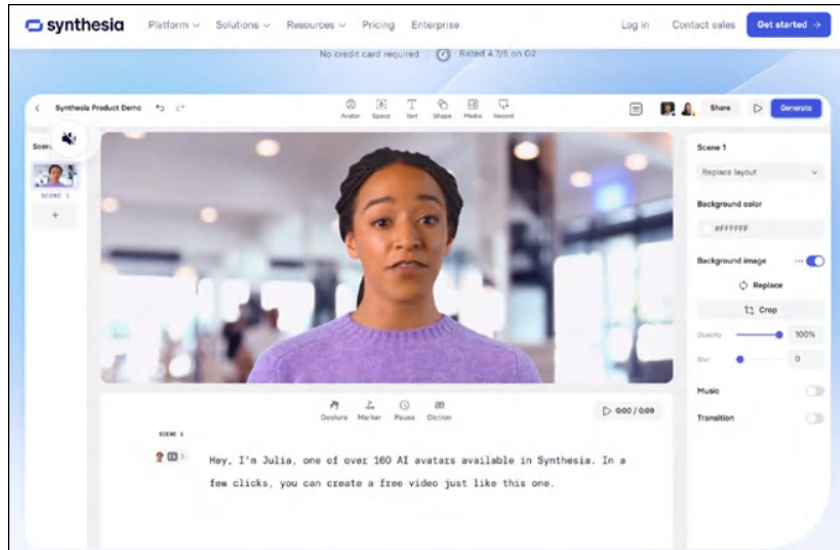 synthesia
Platform Solutions Resources Pricing Enterprise
Log in Contact sales Get started →
No credit card required Rated 4.7/5 on G2
Synthesia Product Demo
Avatar Space Text Shape Media Record
Share Generate
Scene 1
SCENE 1
+
Replace layout
Background color
#FFFFFF
Background image
Replace
Crop
Opacity 100%
Blur 0
Music
Transition
Gesture Marker Pause Diction
0:00 / 0:09
SCENE 1
Hey, I'm Julia, one of over 160 AI avatars available in Synthesia. In a
few clicks, you can create a free video just like this one.